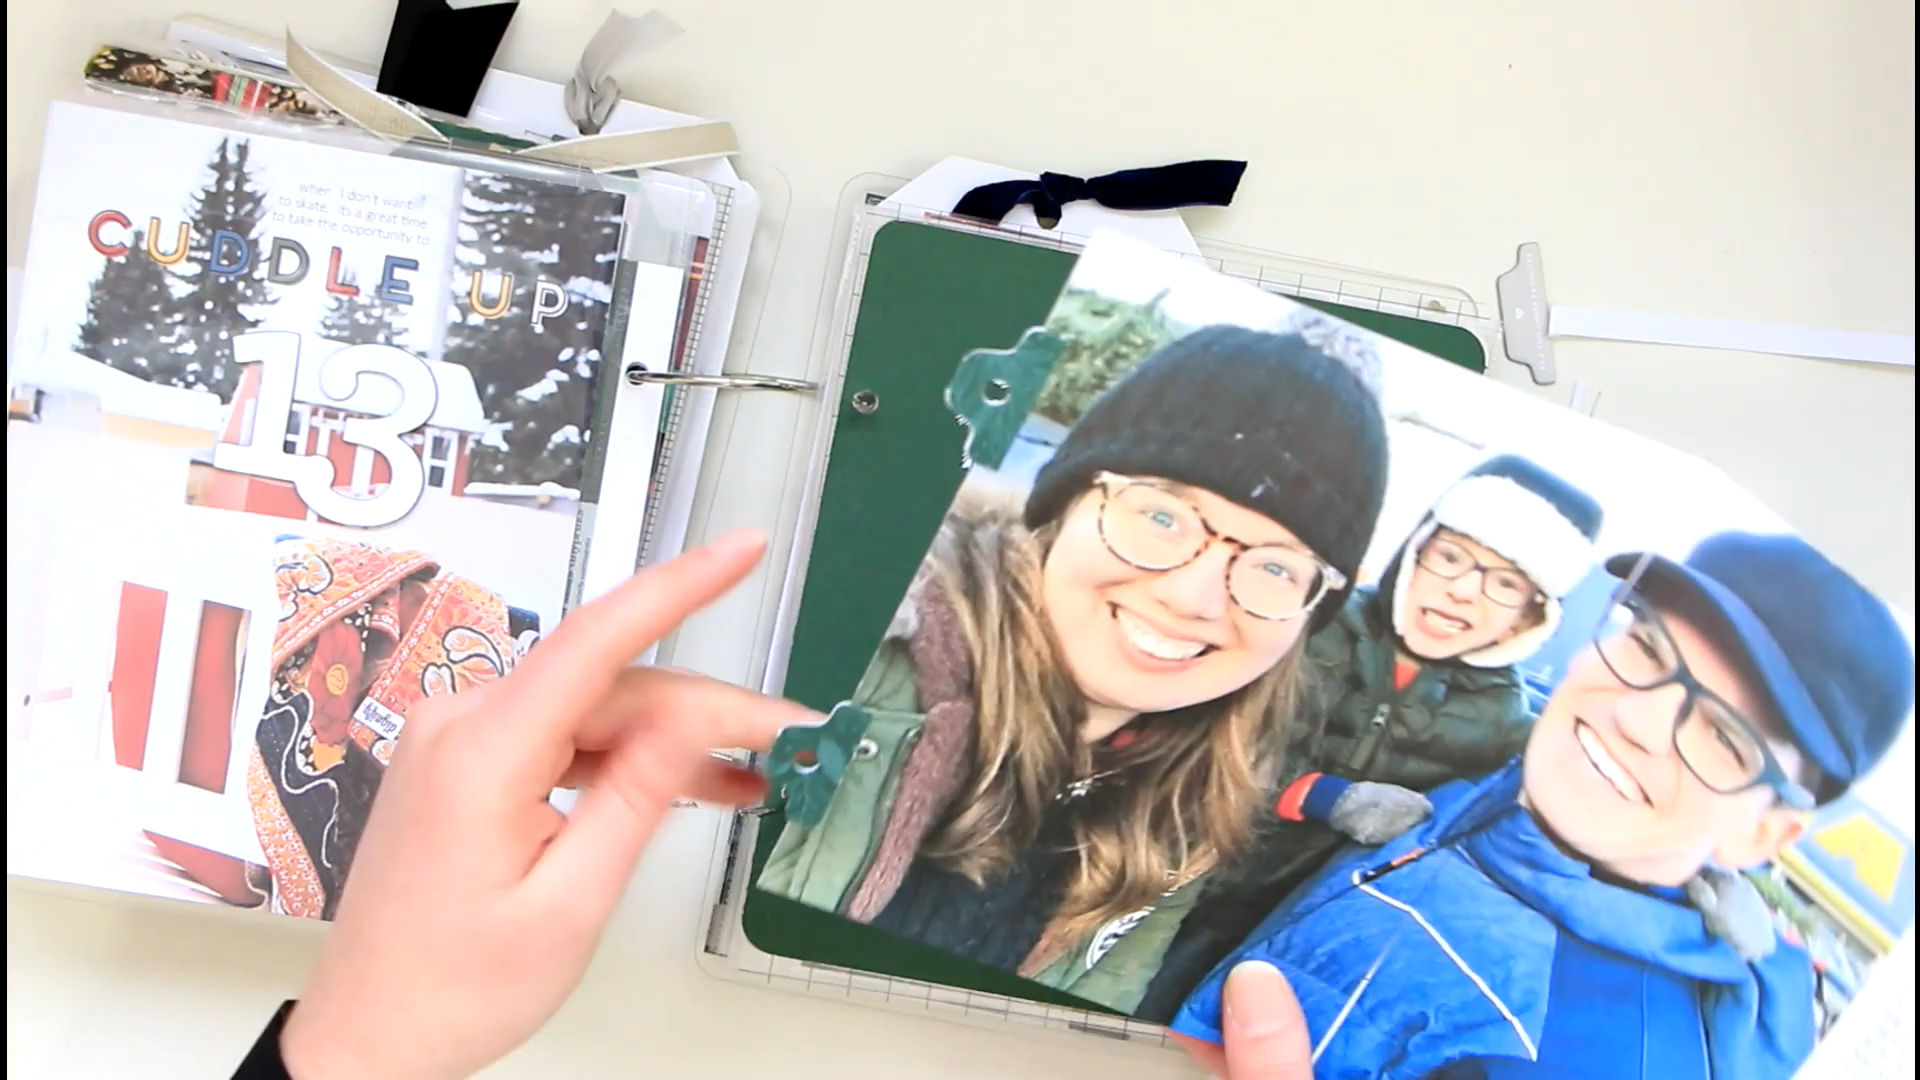 when I don't want
to skate, its a great time
to take the opportunity to
CUDDLE UP
13